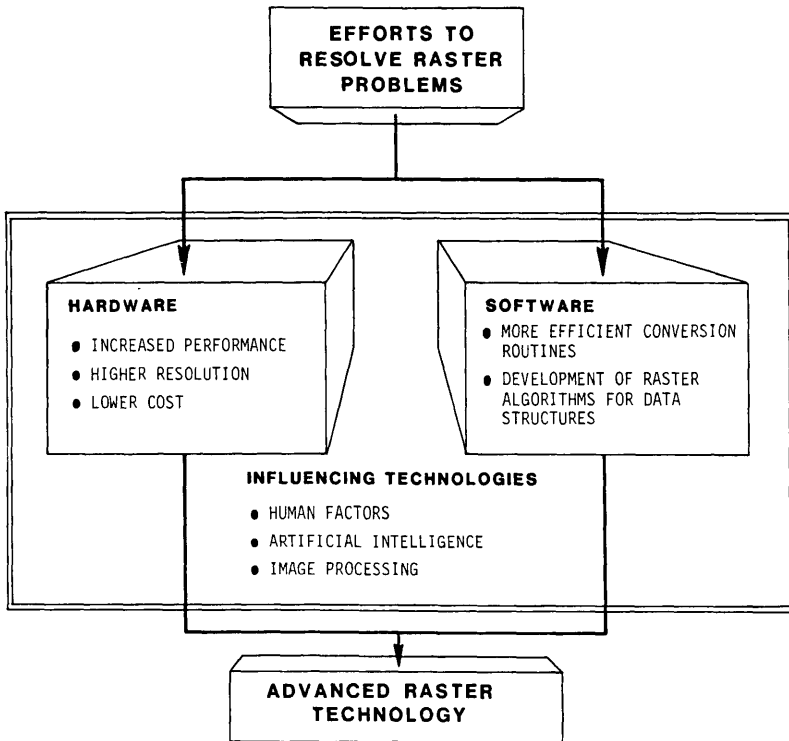 EFFORTS TO
RESOLVE RASTER
PROBLEMS
HARDWARE
● INCREASED PERFORMANCE
● HIGHER RESOLUTION
● LOWER COST
SOFTWARE
● MORE EFFICIENT CONVERSION
ROUTINES
● DEVELOPMENT OF RASTER
ALGORITHMS FOR DATA
STRUCTURES
INFLUENCING TECHNOLOGIES
● HUMAN FACTORS
● ARTIFICIAL INTELLIGENCE
● IMAGE PROCESSING
ADVANCED RASTER
TECHNOLOGY